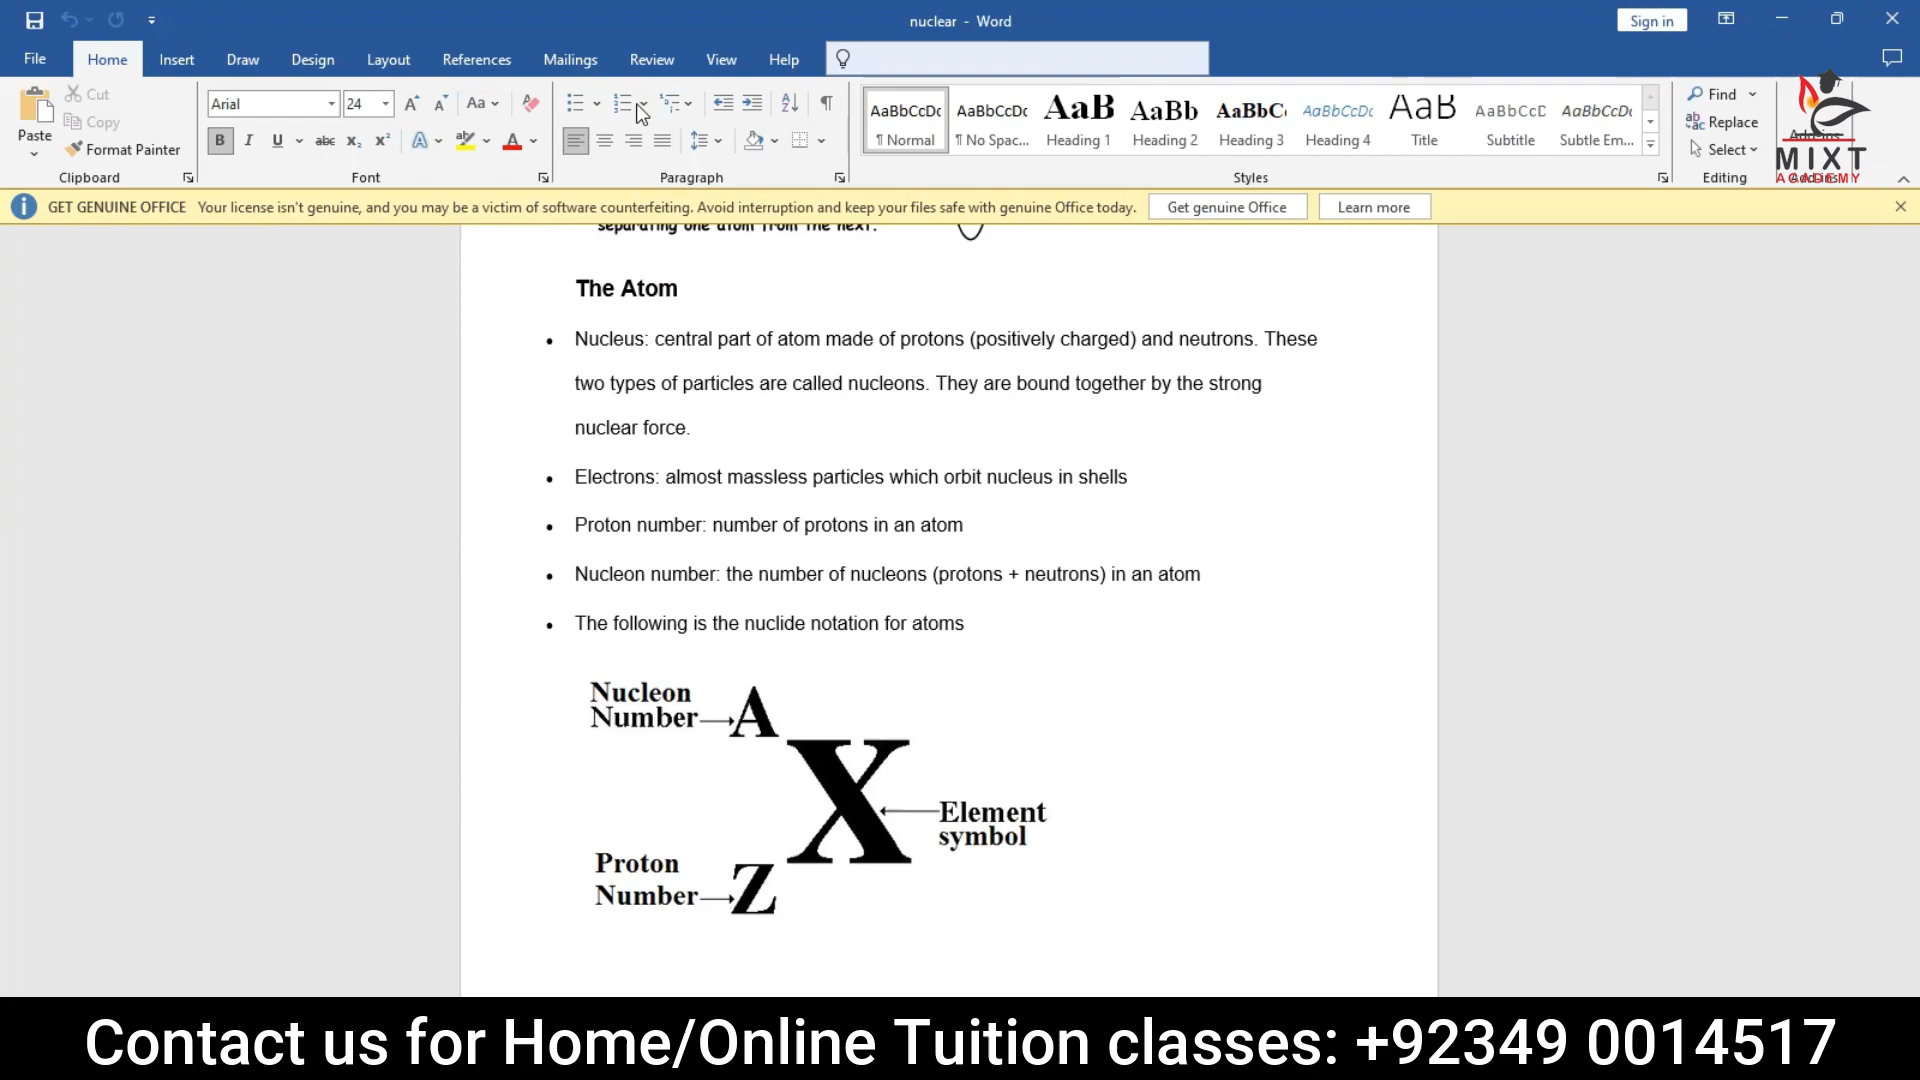 nuclear - Word
Sign in
File Home Insert Draw Design Layout References Mailings Review View Help
Cut
Copy
Paste
Format Painter
Clipboard
Arial 24
Font
Paragraph
AaBbCcDc AaBbCcDc AaB AaBb AaBbC AaBbCcDc AaB AaBbCcD AaBbCcDc
¶ Normal ¶ No Spac... Heading 1 Heading 2 Heading 3 Heading 4 Title Subtitle Subtle Em...
Styles
Find
Replace
Select
Editing
MIXT
ACADEMY
GET GENUINE OFFICE Your license isn't genuine, and you may be a victim of software counterfeiting. Avoid interruption and keep your files safe with genuine Office today. Get genuine Office Learn more
separating one atom from the next.
The Atom
• Nucleus: central part of atom made of protons (positively charged) and neutrons. These
two types of particles are called nucleons. They are bound together by the strong
nuclear force.
• Electrons: almost massless particles which orbit nucleus in shells
• Proton number: number of protons in an atom
• Nucleon number: the number of nucleons (protons + neutrons) in an atom
• The following is the nuclide notation for atoms
Nucleon
Number
A
X
Element
symbol
Proton
Number
Z
Contact us for Home/Online Tuition classes: +92349 0014517